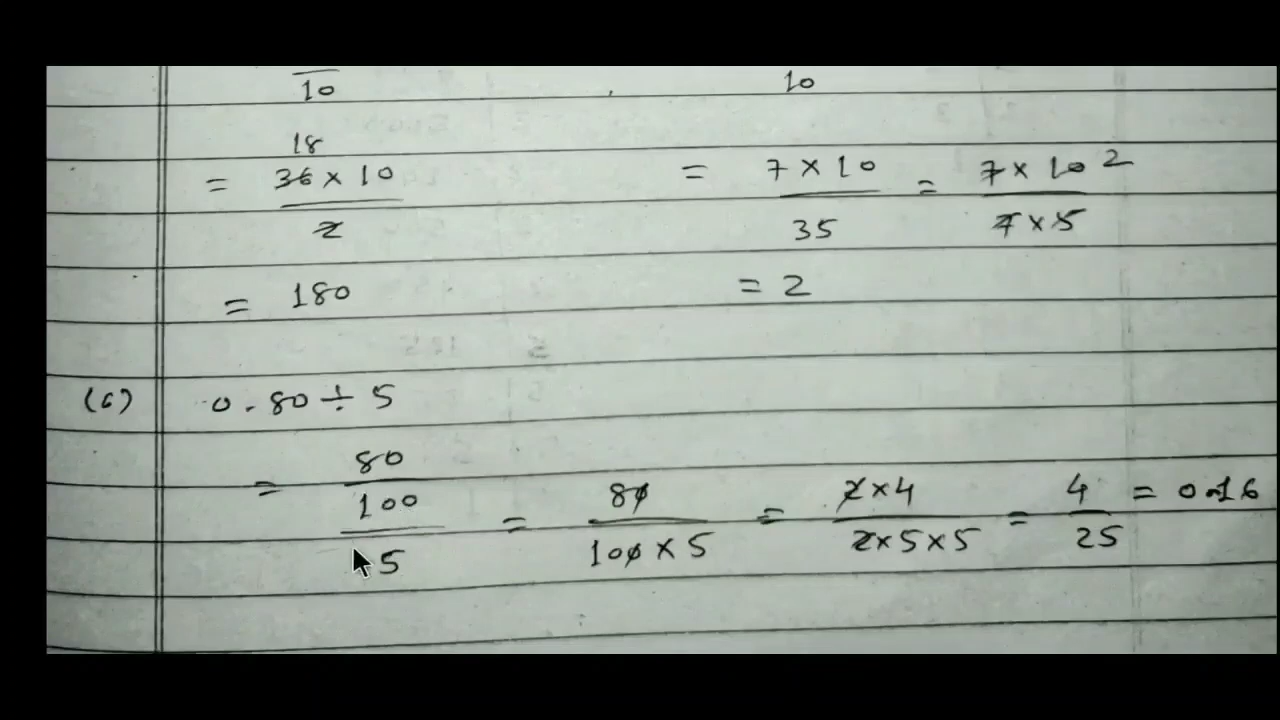 10 10
18
= 36 × 10 / 2 = 7 × 10 / 35 = 7 × 10 2 / 7 × 5
= 180 = 2
(6) 0.80 ÷ 5
= 80 / 100 / 5 = 80 / 100 × 5 = 2 × 4 / 2 × 5 × 5 = 4 / 25 = 0.16